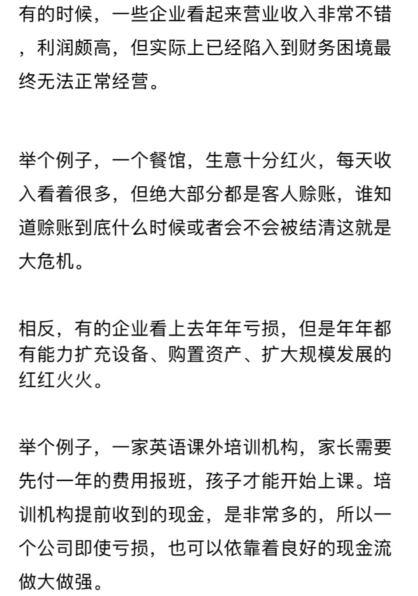 有的时候，一些企业看起来营业收入非常不错
，利润颇高，但实际上已经陷入到财务困境最
终无法正常经营。
举个例子，一个餐馆，生意十分红火，每天收
入看着很多，但绝大部分都是客人赊账，谁知
道赊账到底什么时候或者会不会被结清这就是
大危机。
相反，有的企业看上去年年亏损，但是年年都
有能力扩充设备、购置资产、扩大规模发展的
红红火火。
举个例子，一家英语课外培训机构，家长需要
先付一年的费用报班，孩子才能开始上课。培
训机构提前收到的现金，是非常多的，所以一
个公司即使亏损，也可以依靠着良好的现金流
做大做强。